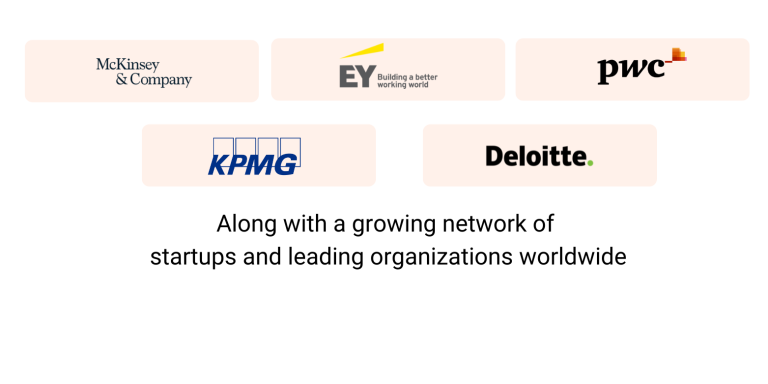 McKinsey
& Company
EY
Building a better
working world
pwc
KPMG
Deloitte.
Along with a growing network of
startups and leading organizations worldwide